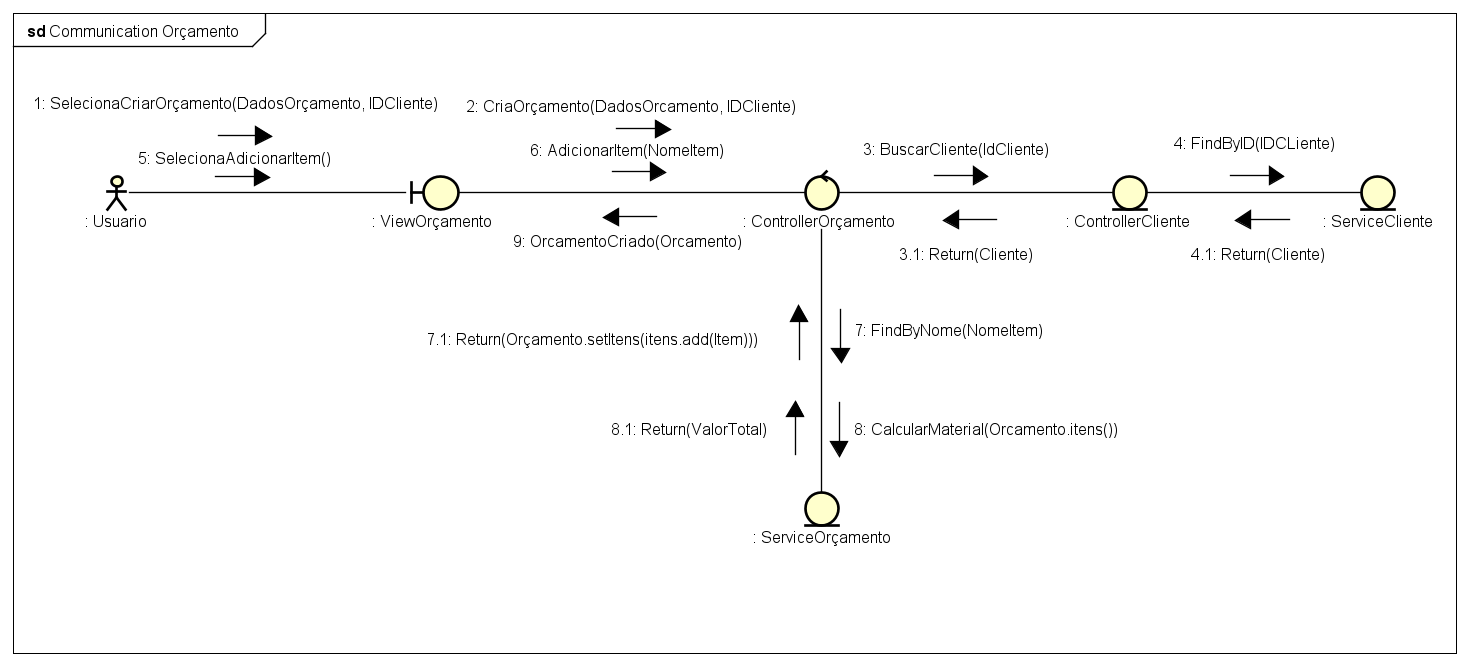 sd Communication Orçamento
1: SelecionaCriarOrçamento(DadosOrçamento, IDCliente)
2: CriaOrçamento(DadosOrcamento, IDCliente)
5: SelecionaAdicionarItem()
6: AdicionarItem(NomeItem)
3: BuscarCliente(IdCliente)
4: FindByID(IDCLiente)
: Usuario
: ViewOrçamento
: ControllerOrçamento
: ControllerCliente
: ServiceCliente
9: OrcamentoCriado(Orcamento)
3.1: Return(Cliente)
4.1: Return(Cliente)
7.1: Return(Orçamento.setItens(itens.add(Item)))
7: FindByNome(NomeItem)
8.1: Return(ValorTotal)
8: CalcularMaterial(Orcamento.itens())
: ServiceOrçamento